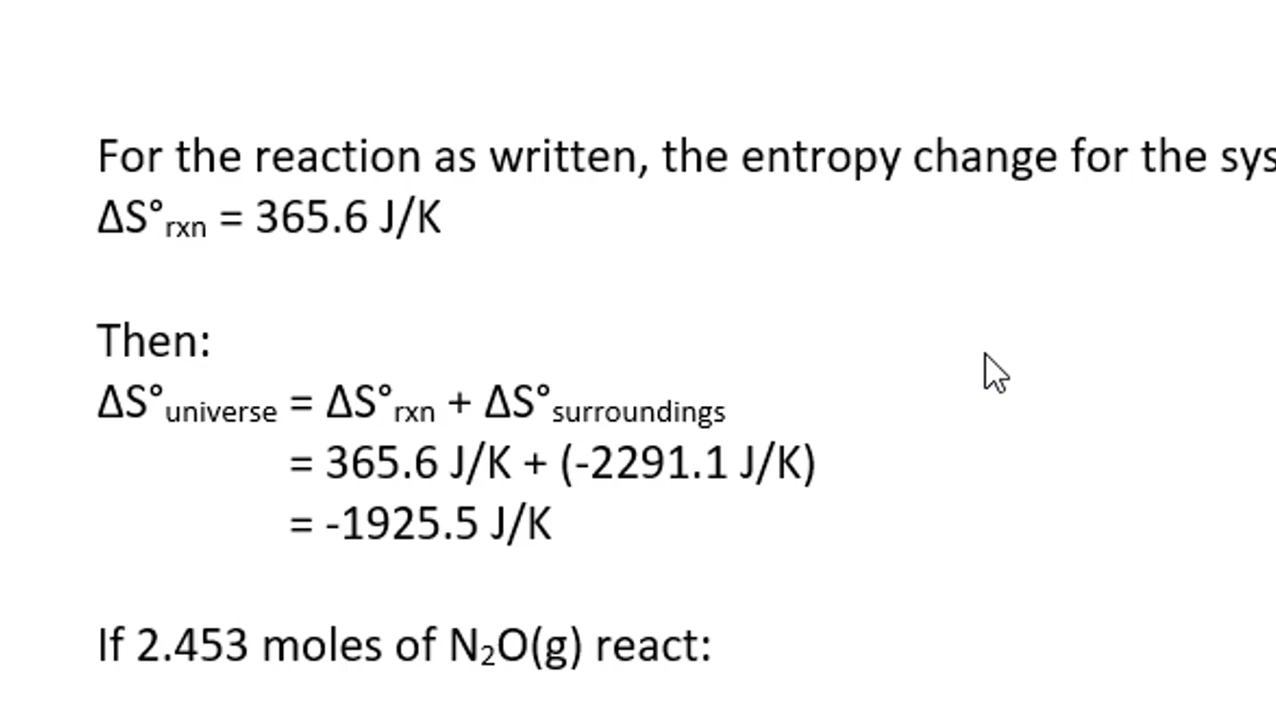 For the reaction as written, the entropy change for the sys
ΔS°rxn = 365.6 J/K
Then:
ΔS°universe = ΔS°rxn + ΔS°surroundings
= 365.6 J/K + (-2291.1 J/K)
= -1925.5 J/K
If 2.453 moles of N₂O(g) react: